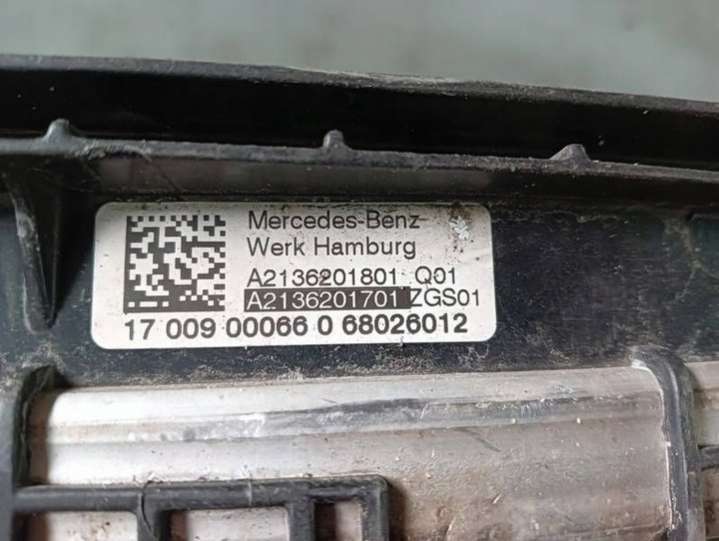 Mercedes-Benz
Werk Hamburg
A2136201801 Q01
A2136201701 ZGS01
17 009 00066 0 68026012